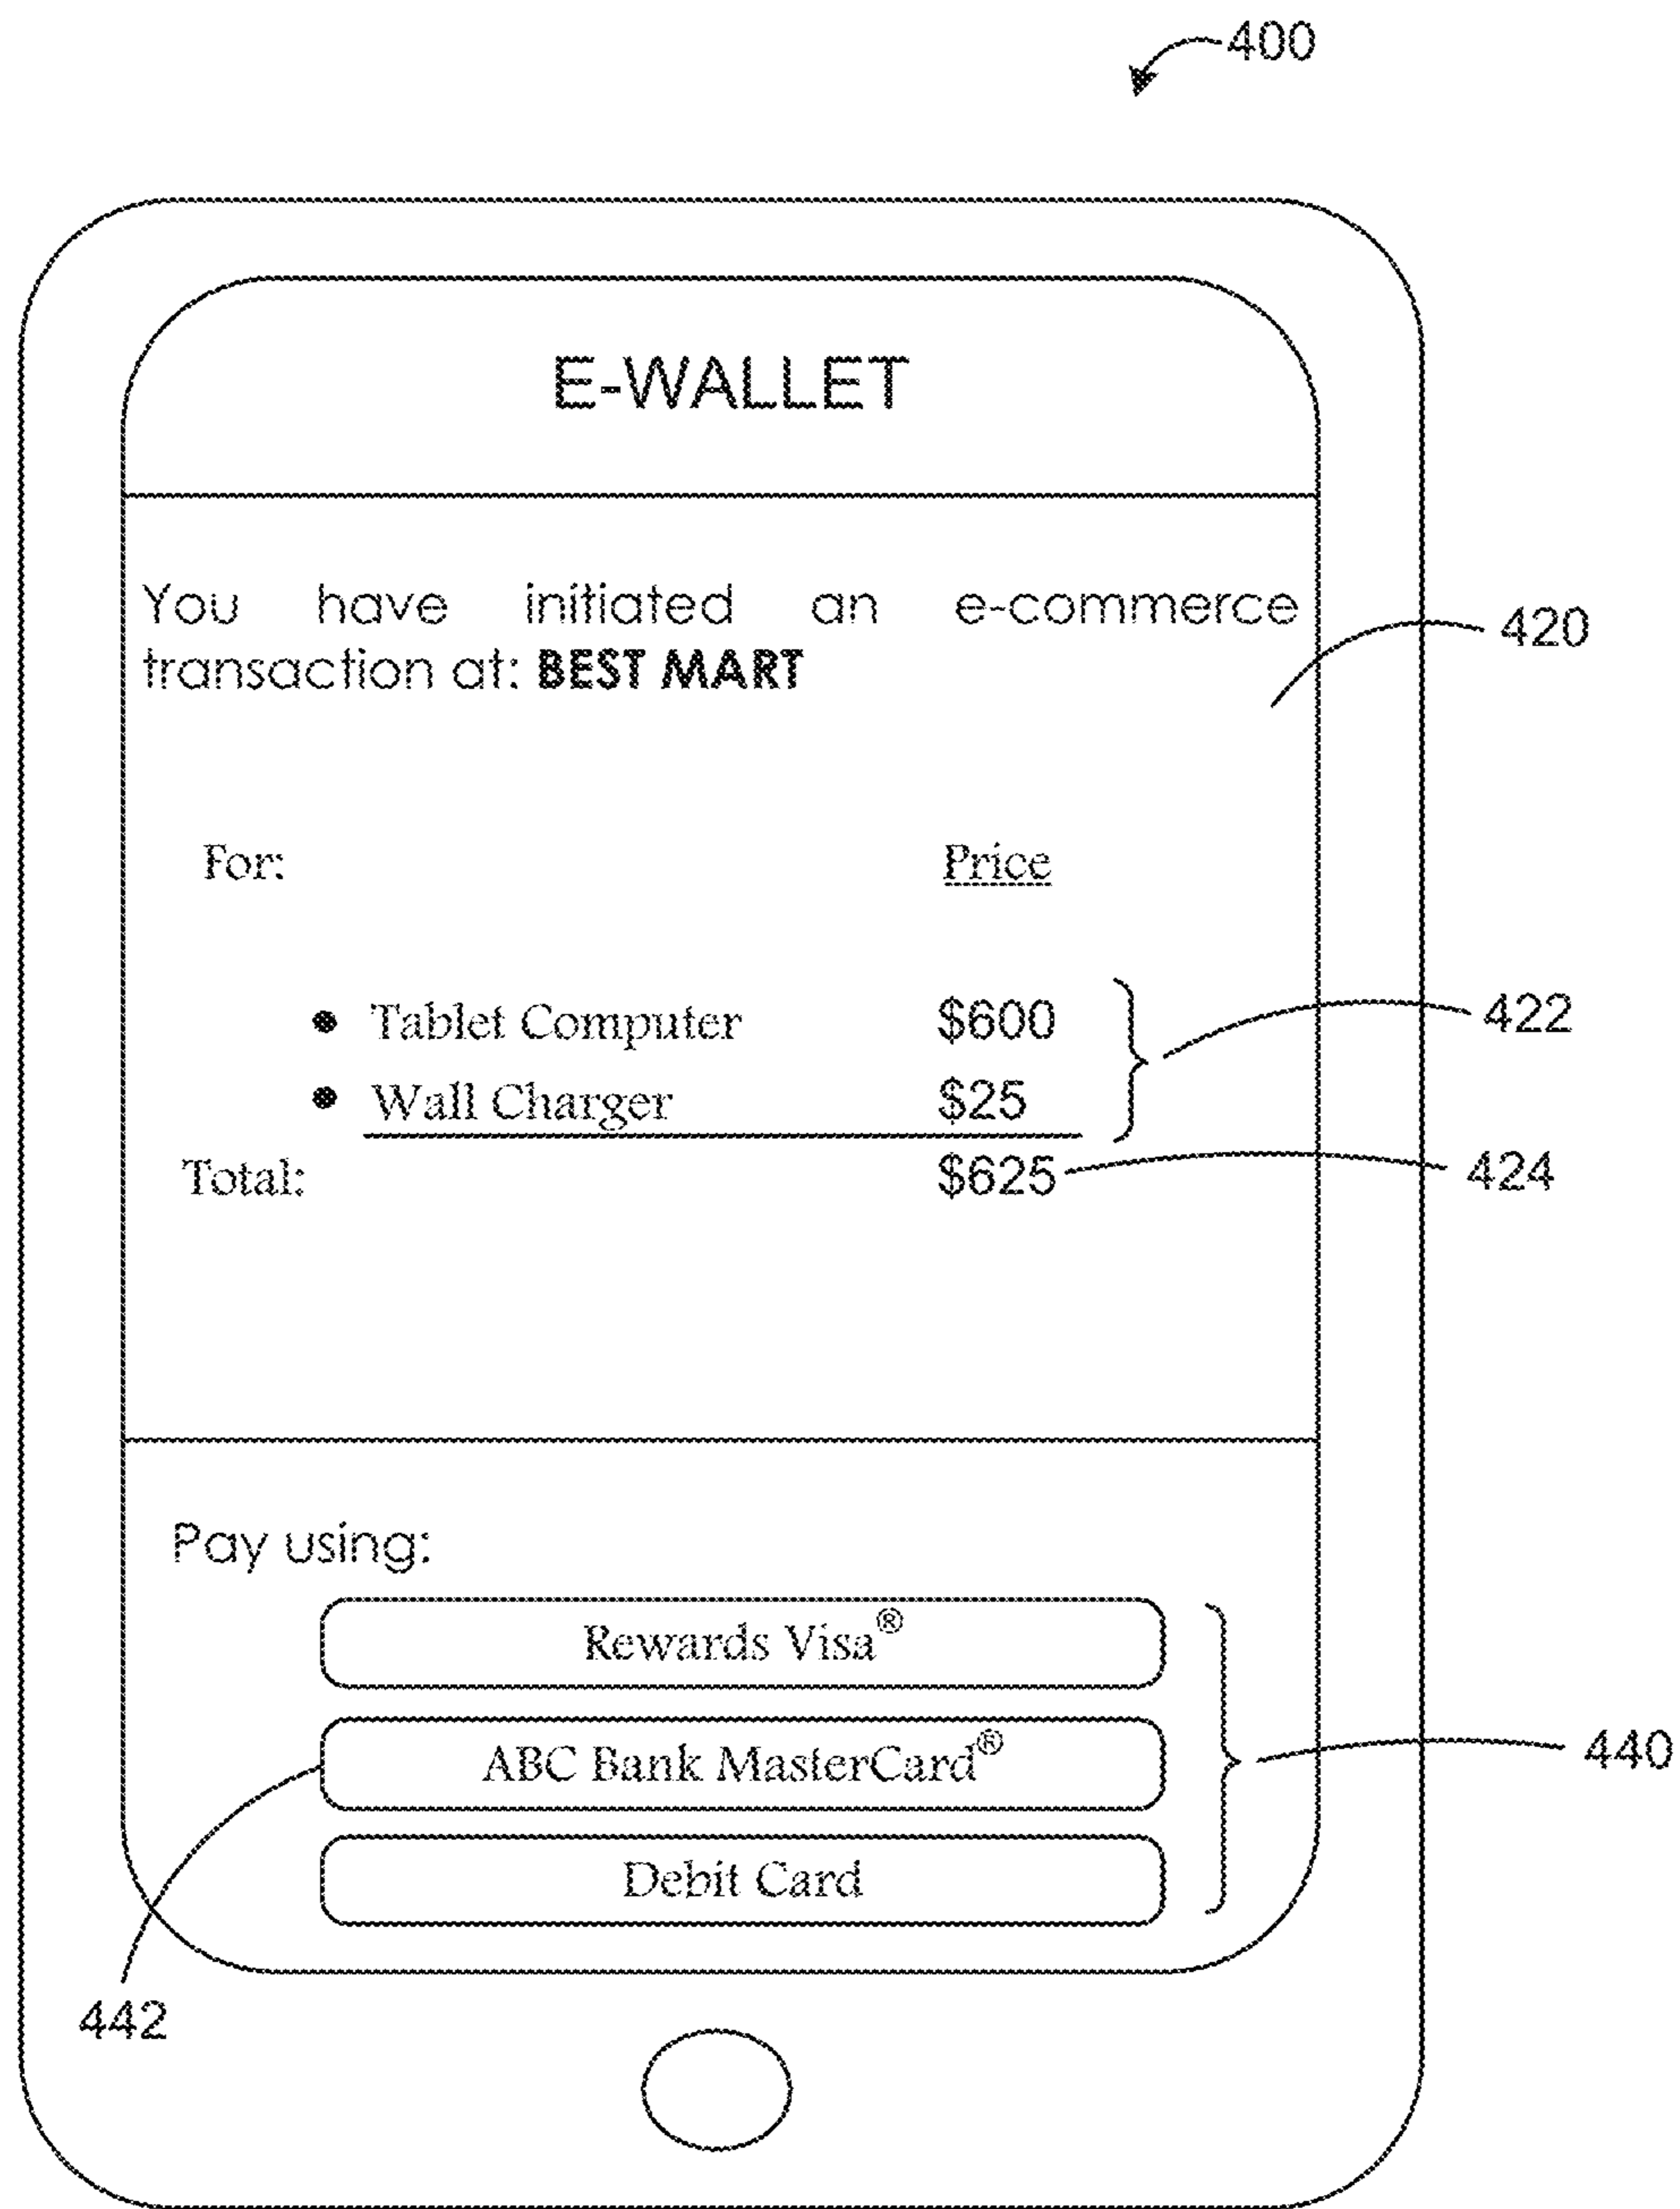 400
E-WALLET
You have initiated an e-commerce
420
transaction at: BEST MART
For: Price
• Tablet Computer $600
422
• Wall Charger $25
Total: $625
424
Pay using:
Rewards Visa®
ABC Bank MasterCard®
440
Debit Card
442